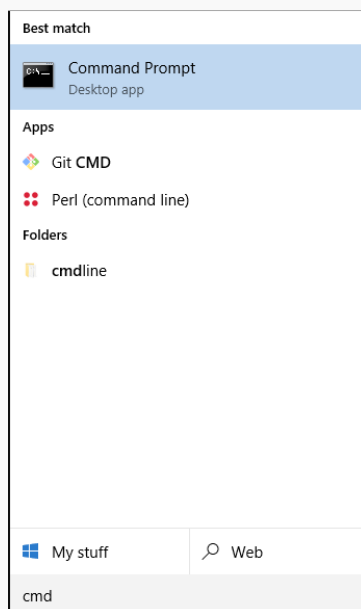 Best match
C:\_
Command Prompt
Desktop app
Apps
Git CMD
Perl (command line)
Folders
cmdline
My stuff
Web
cmd